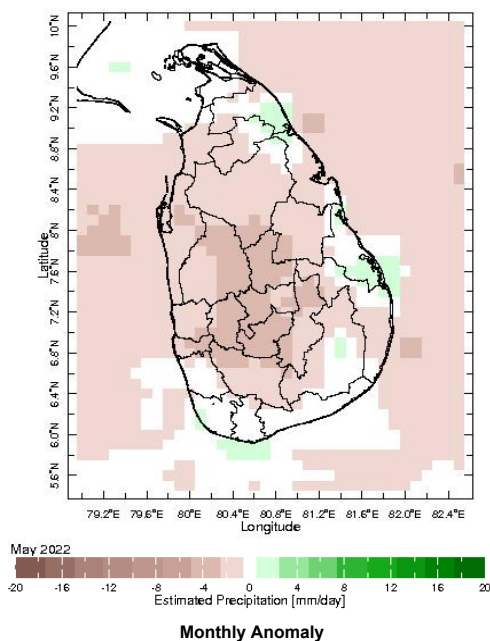 10°N
9.6°N
9.2°N
8.8°N
8.4°N
8°N
7.6°N
7.2°N
6.8°N
6.4°N
6.0°N
5.6°N
Latitude
79.2°E 79.6°E 80°E 80.4°E 80.8°E 81.2°E 81.6°E 82.0°E 82.4°E
Longitude
May 2022
-20 -16 -12 -8 -4 0 4 8 12 16 20
Estimated Precipitation [mm/day]
Monthly Anomaly